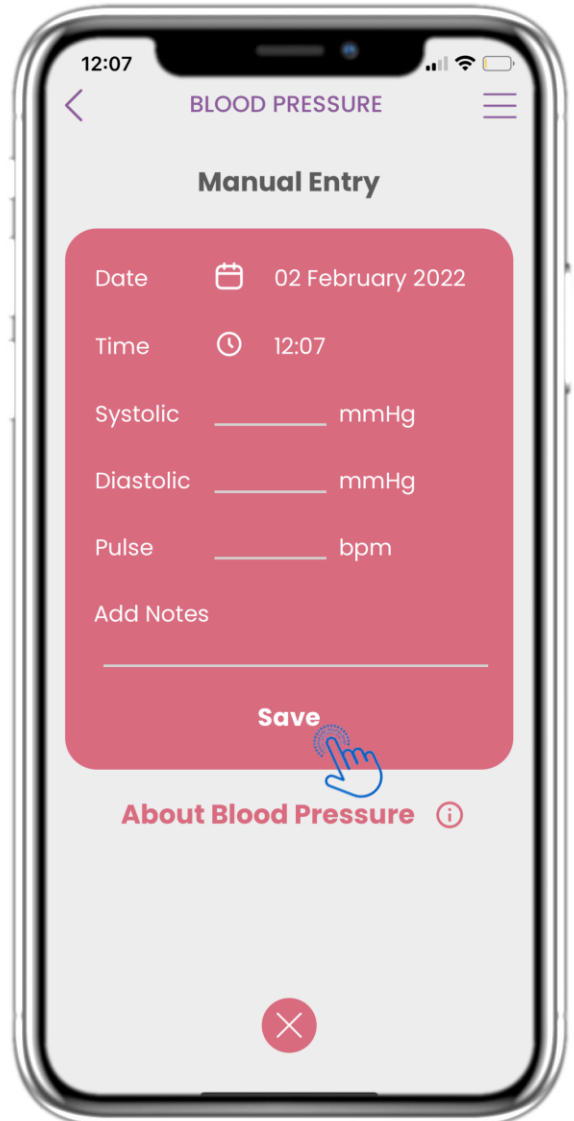 12:07
BLOOD PRESSURE
Manual Entry
Date 02 February 2022
Time 12:07
Systolic mmHg
Diastolic mmHg
Pulse bpm
Add Notes
Save
About Blood Pressure